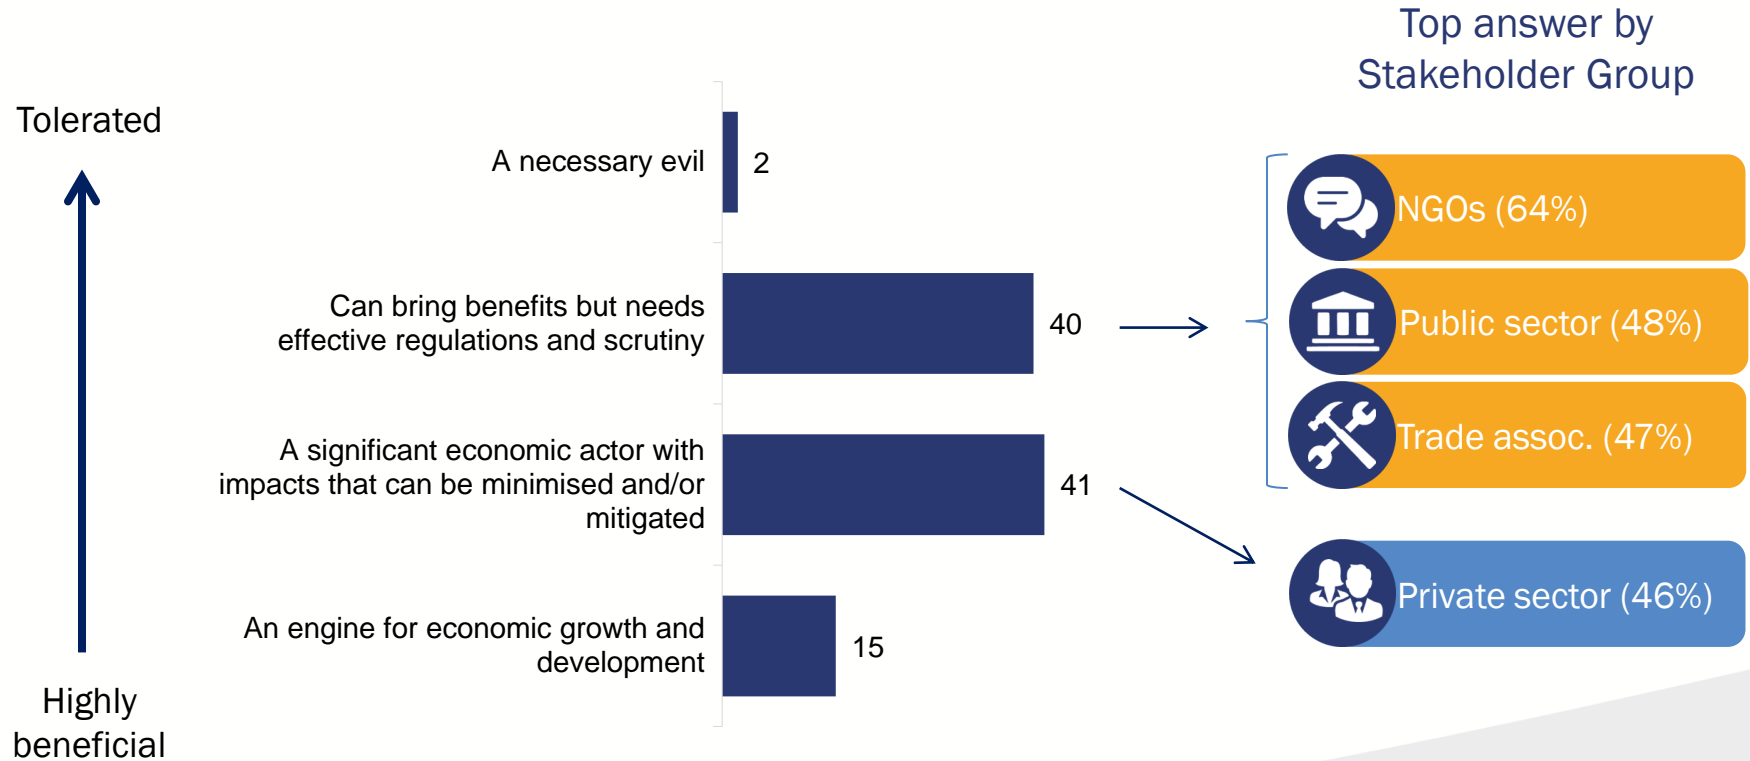 Top answer by
Stakeholder Group
Tolerated
Highly
beneficial
A necessary evil
2
Can bring benefits but needs
effective regulations and scrutiny
40
A significant economic actor with
impacts that can be minimised and/or
mitigated
41
An engine for economic growth and
development
15
NGOs (64%)
Public sector (48%)
Trade assoc. (47%)
Private sector (46%)